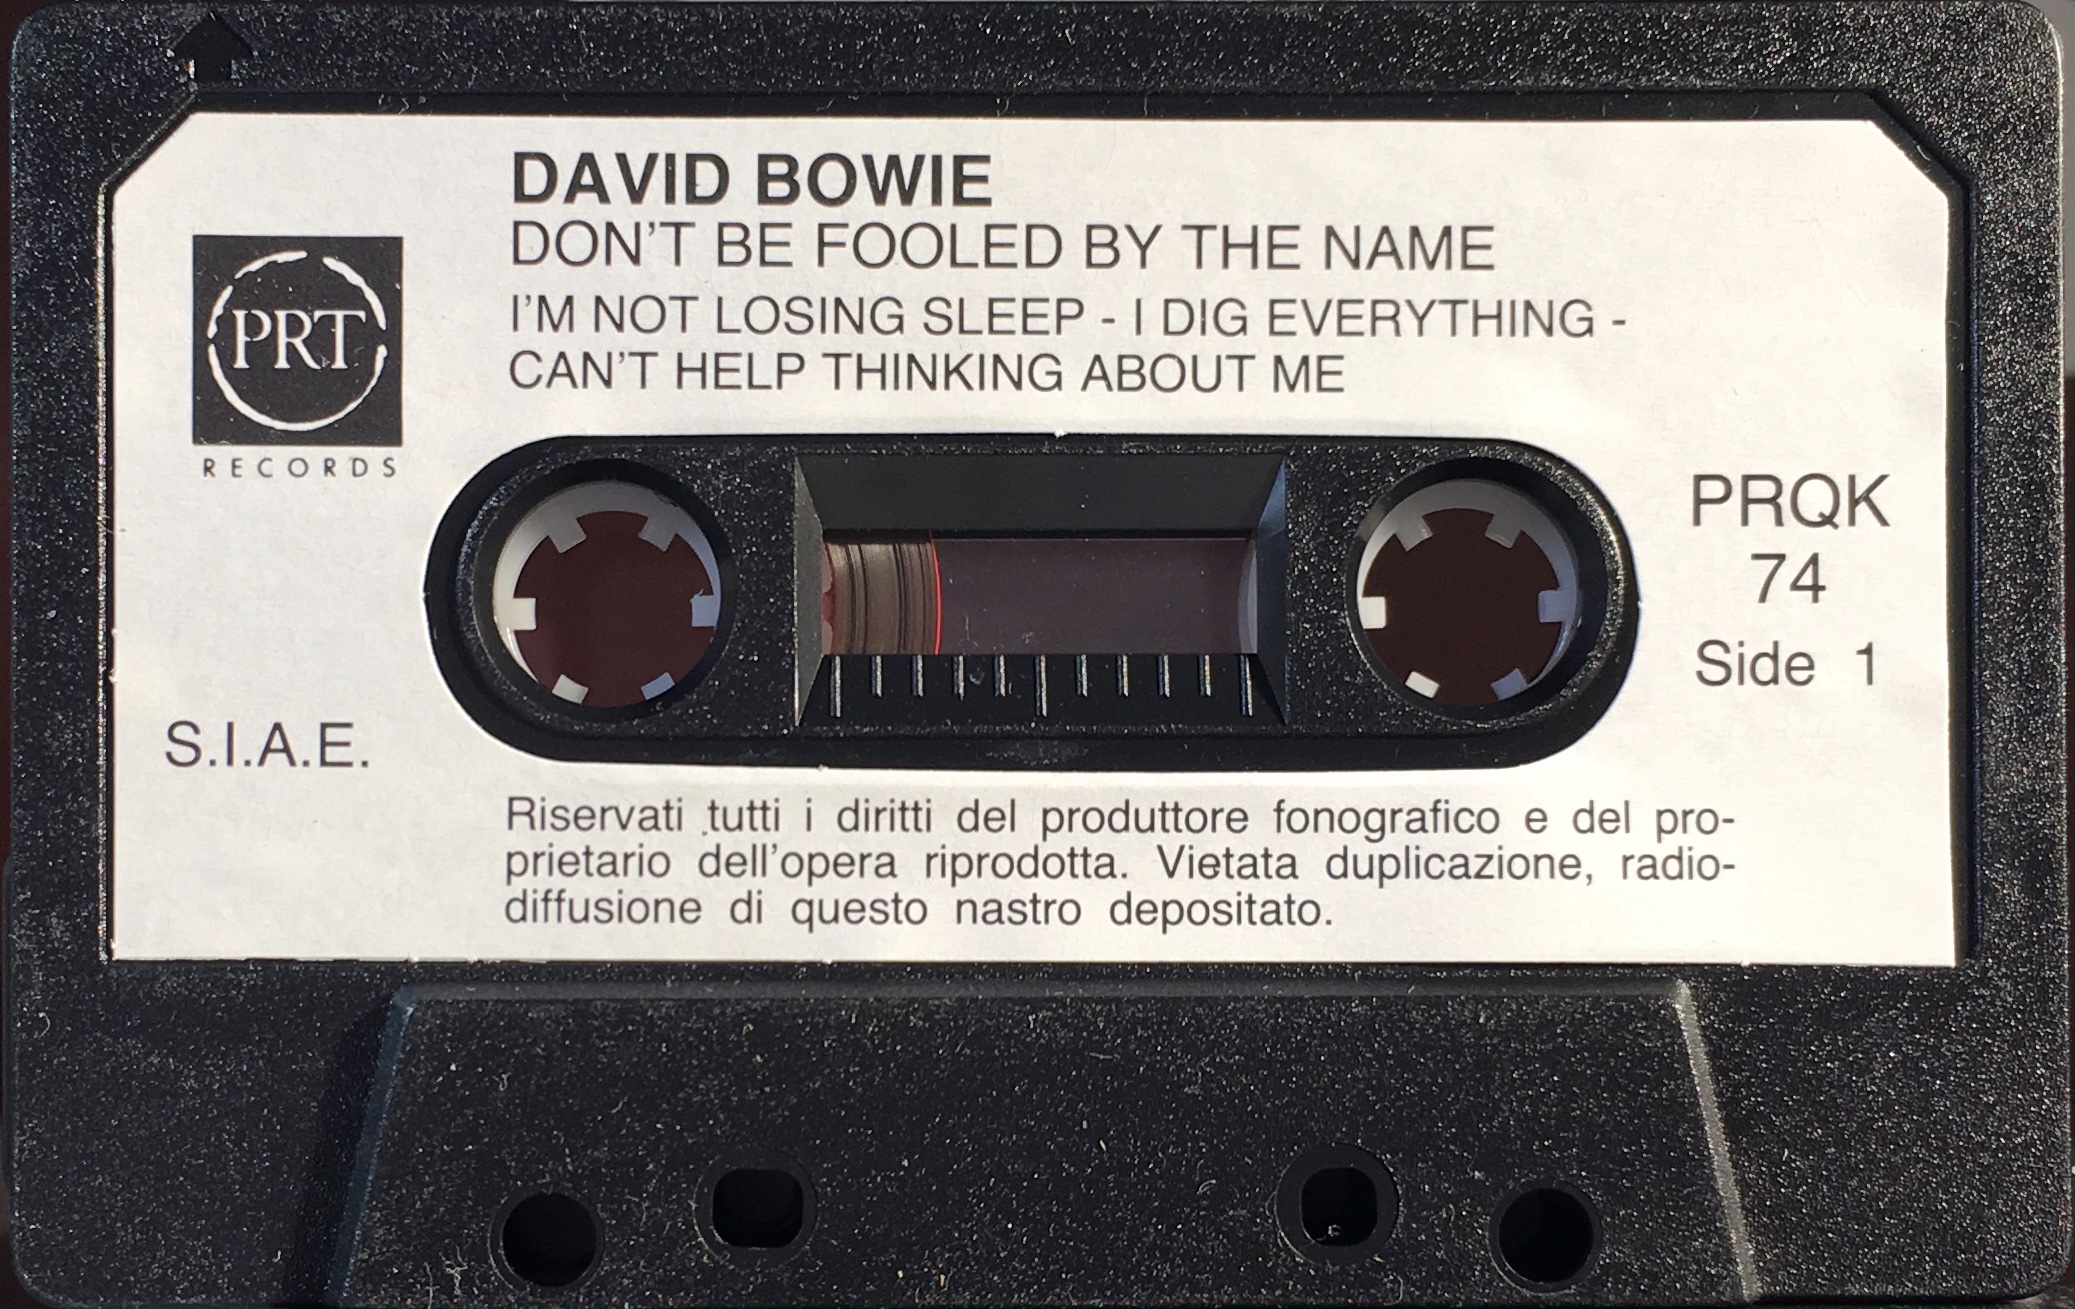 DAVID BOWIE
DON'T BE FOOLED BY THE NAME
I'M NOT LOSING SLEEP - I DIG EVERYTHING -
CAN'T HELP THINKING ABOUT ME
PRT
RECORDS
PRQK
74
Side 1
S.I.A.E.
Riservati tutti i diritti del produttore fonografico e del pro-
prietario dell'opera riprodotta. Vietata duplicazione, radio-
diffusione di questo nastro depositato.